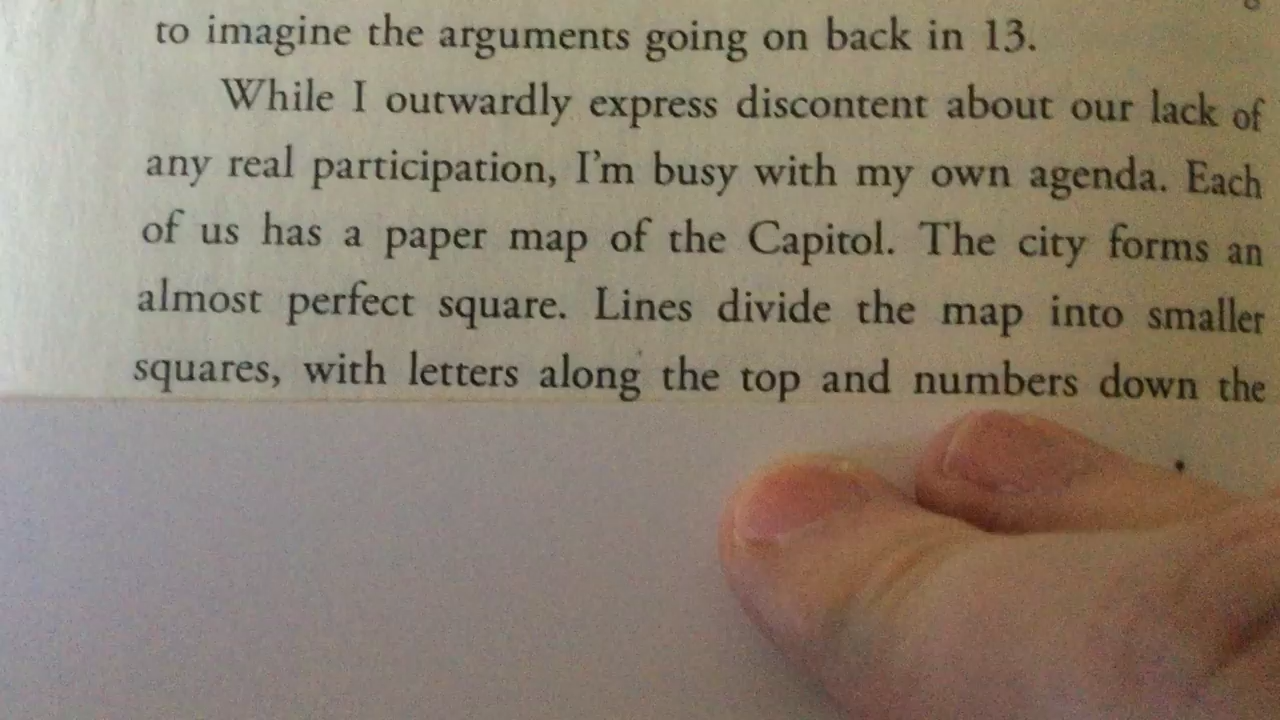 to imagine the arguments going on back in 13.
While I outwardly express discontent about our lack of
any real participation, I'm busy with my own agenda. Each
of us has a paper map of the Capitol. The city forms an
almost perfect square. Lines divide the map into smaller
squares, with letters along the top and numbers down the